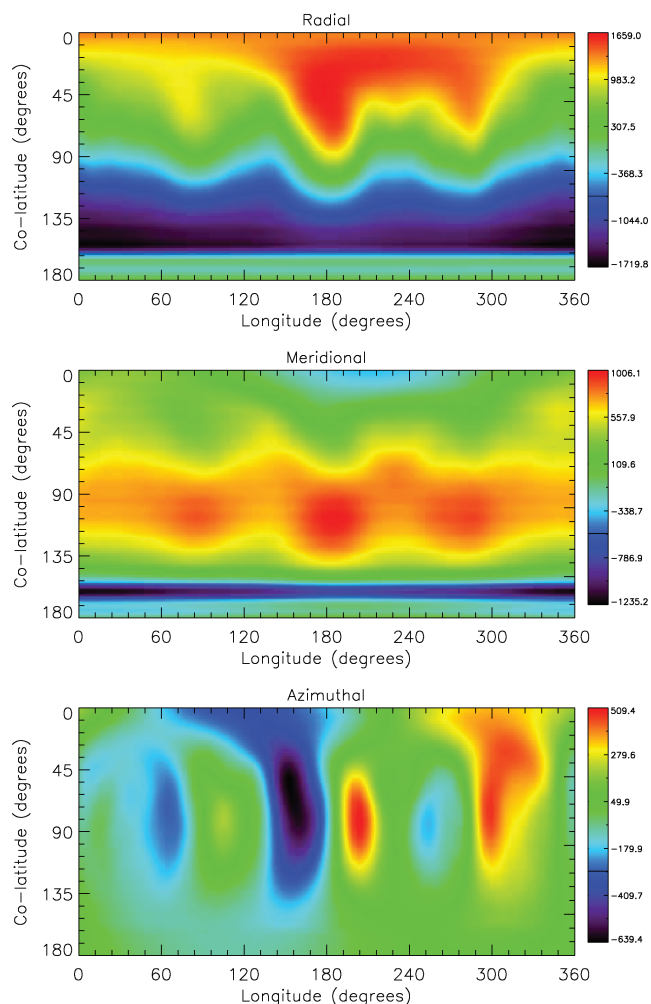 Radial
Co-latitude (degrees)
0
45
90
135
180
0 60 120 180 240 300 360
Longitude (degrees)
1659.0
983.2
307.5
-368.3
-1044.0
-1719.8
Meridional
Co-latitude (degrees)
0
45
90
135
180
0 60 120 180 240 300 360
Longitude (degrees)
1006.1
557.9
109.6
-338.7
-786.9
-1235.2
Azimuthal
Co-latitude (degrees)
0
45
90
135
180
0 60 120 180 240 300 360
Longitude (degrees)
509.4
279.6
49.9
-179.9
-409.7
-639.4